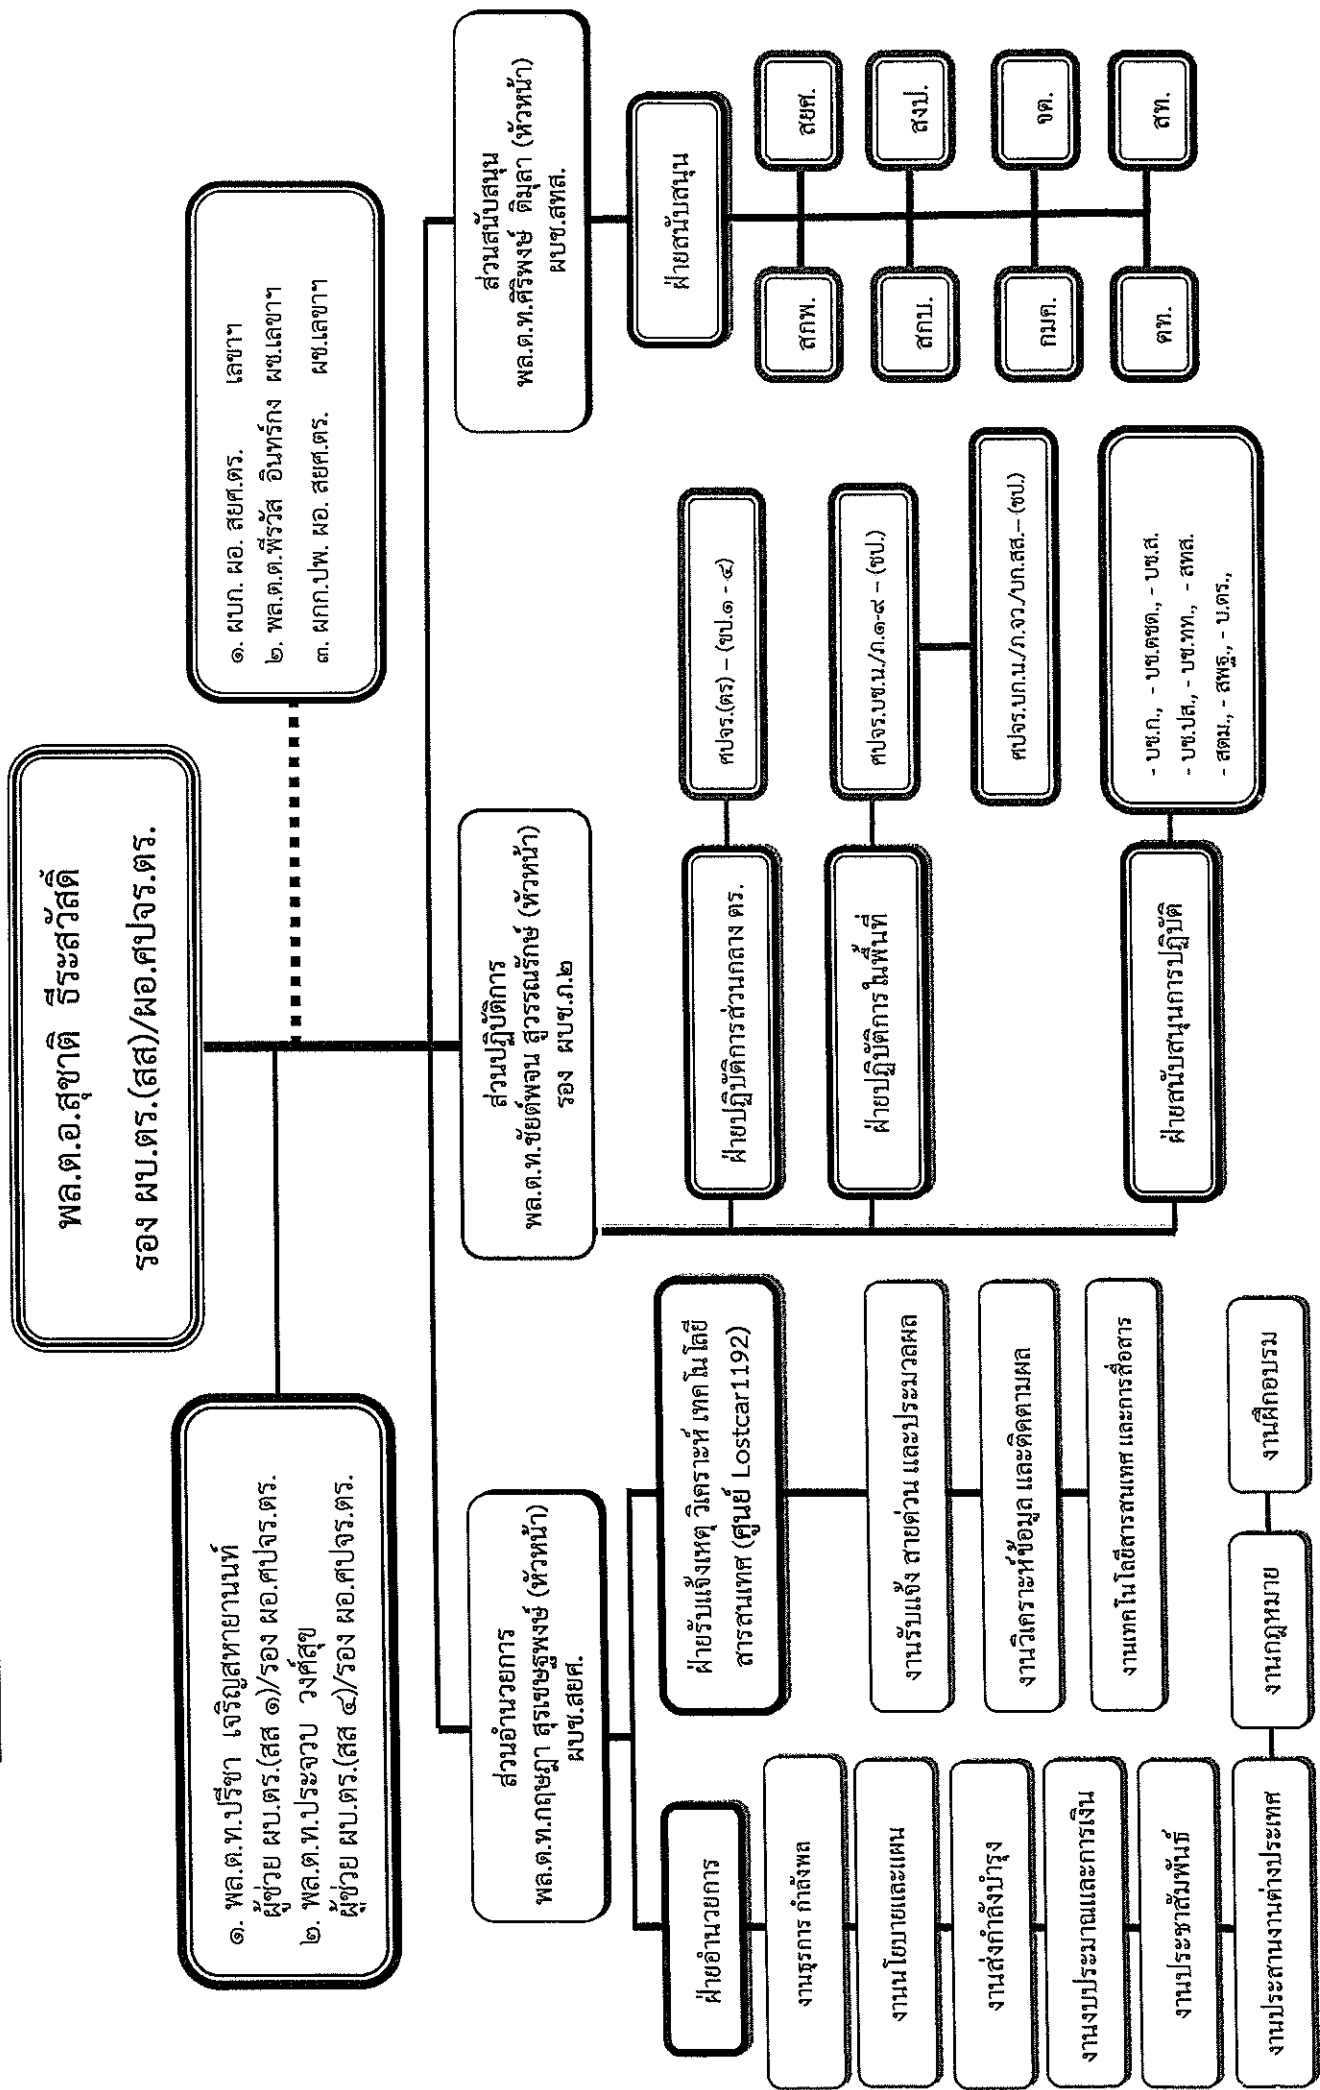 พล.ต.อ.สุชาติ ธีระสวัสดิ์
รอง ผบ.ตร.(สส)/ผอ.ศปจร.ตร.
๑. พล.ต.ท.ปรีชา เจริญสหายานนท์
ผู้ช่วย ผบ.ตร.(สส ๑)/รอง ผอ.ศปจร.ตร.
๒. พล.ต.ท.ประจวบ วงศ์สุข
ผู้ช่วย ผบ.ตร.(สส ๔)/รอง ผอ.ศปจร.ตร.
๑. ผบก. ผอ. สยศ.ตร. เลขาฯ
๒. พล.ต.ต.พีรวัส อินทร์กง ผช.เลขาฯ
๓. ผกก.ปพ. ผอ. สยศ.ตร. ผช.เลขาฯ
ส่วนอำนวยการ
พล.ต.ท.กฤษฎา สุรเชษฐพงษ์ (หัวหน้า)
ผบช.สยศ.
ส่วนปฏิบัติการ
พล.ต.ท.ชัยต์พจน สูวรรณรักษ์ (หัวหน้า)
รอง ผบช.ภ.๒
ส่วนสนับสนุน
พล.ต.ท.ศิริพงษ์ ติมุลา (หัวหน้า)
ผบช.สทส.
ฝ่ายอำนวยการ
งานธุรการ กำลังพล
งานนโยบายและแผน
งานส่งกำลังบำรุง
งานงบประมาณและการเงิน
งานประชาสัมพันธ์
งานประสานงานต่างประเทศ
งานกฎหมาย
งานฝึกอบรม
ฝ่ายรับแจ้งเหตุ วิเคราะห์ เทคโนโลยี
สารสนเทศ (ศูนย์ Lostcar1192)
งานรับแจ้ง สายด่วน และประมวลผล
งานวิเคราะห์ข้อมูล และติดตามผล
งานเทคโนโลยีสารสนเทศ และการสื่อสาร
ฝ่ายปฏิบัติการส่วนกลาง ตร.
ศปจร.(ตร) – (ชป.๑ - ๔)
ฝ่ายปฏิบัติการในพื้นที่
ศปจร.บช.น./ภ.๑-๙ – (ชป.)
ศปจร.บก.น./ภ.จว./บก.สส.– (ชป.)
ฝ่ายสนับสนุนการปฏิบัติ
- บช.ก., - บช.ตชด., - บช.ส.
- บช.ปส., - บช.ทท., - สทส.
- สตม., - สพฐ., - บ.ตร.,
ฝ่ายสนับสนุน
สกพ. สยศ.
สกบ. สงป.
กมค. จต.
ตท. สท.